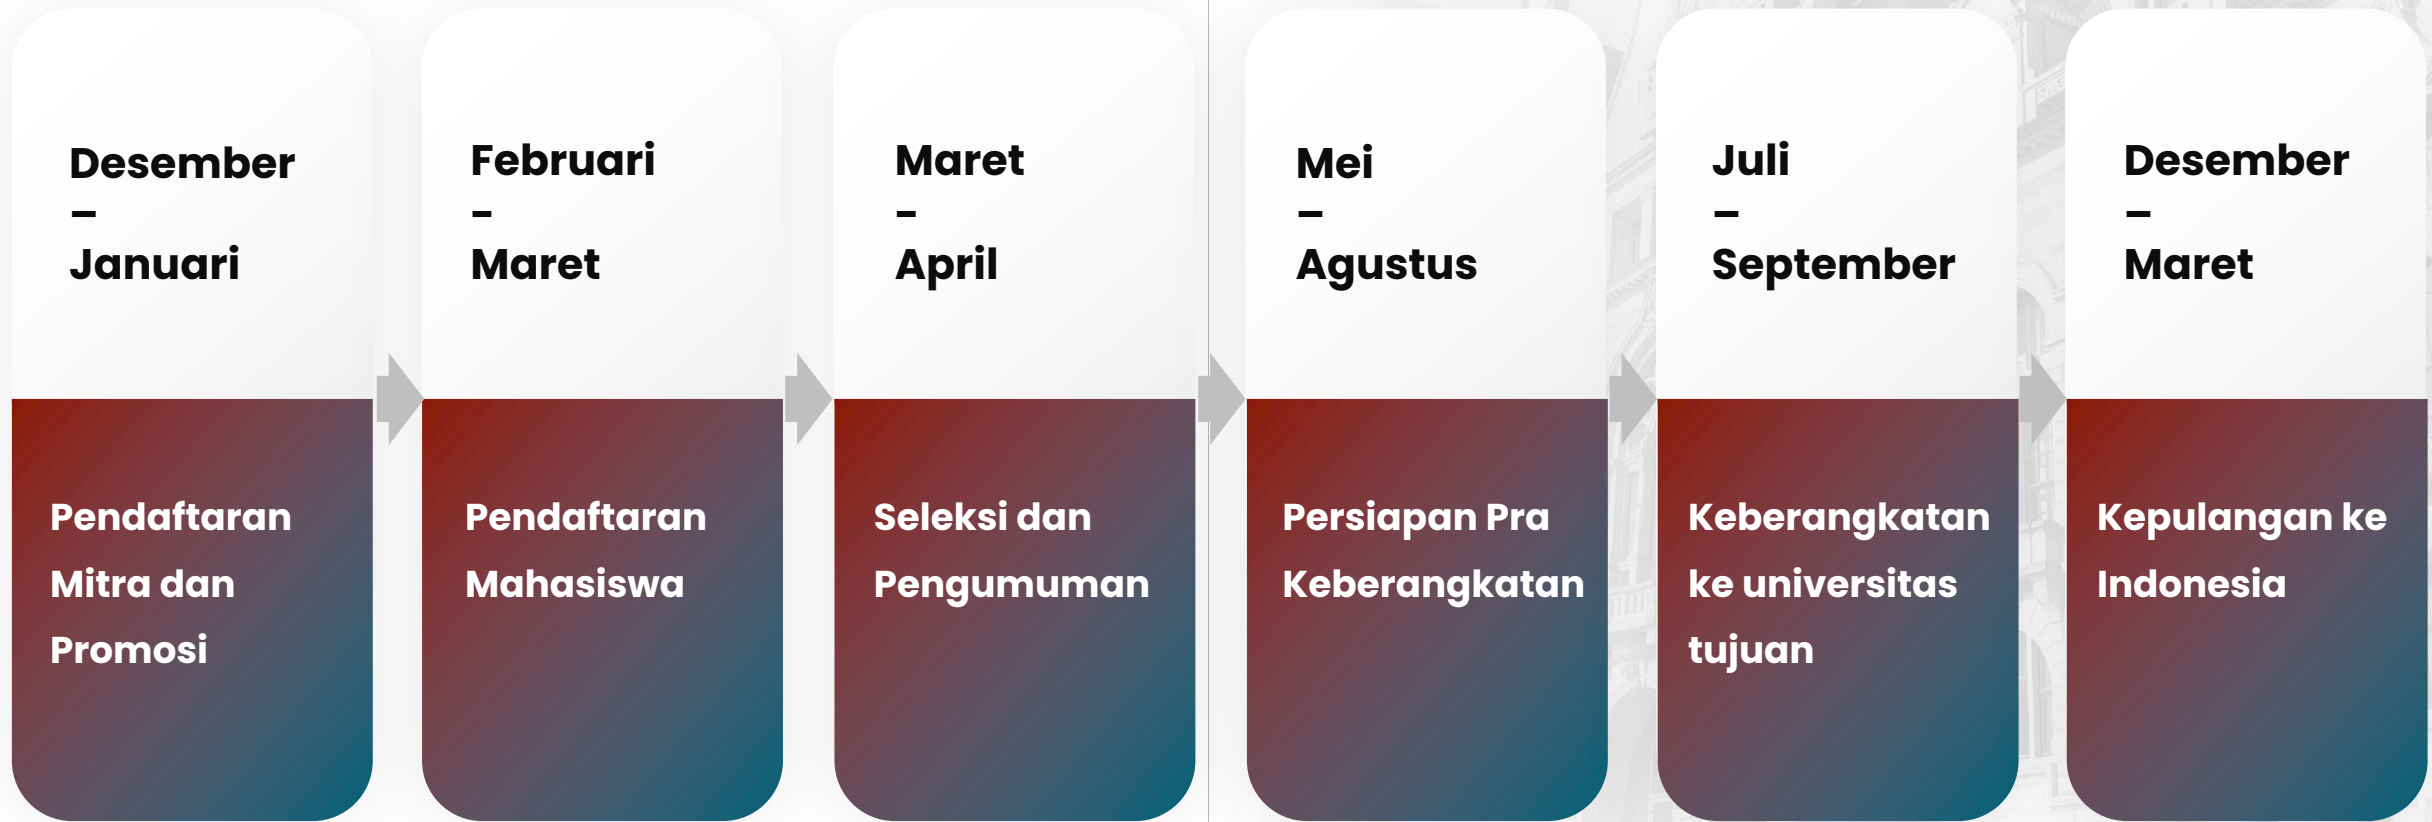 Desember
–
Januari
Pendaftaran
Mitra dan
Promosi
Februari
-
Maret
Pendaftaran
Mahasiswa
Maret
-
April
Seleksi dan
Pengumuman
Mei
–
Agustus
Persiapan Pra
Keberangkatan
Juli
–
September
Keberangkatan
ke universitas
tujuan
Desember
–
Maret
Kepulangan ke
Indonesia